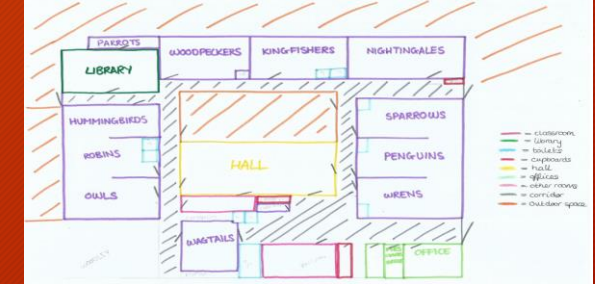 PARROTS
WOODPECKERS
KINGFISHERS
NIGHTINGALES
LIBRARY
HUMMINGBIRDS
SPARROWS
ROBINS
HALL
PENGUINS
OWLS
WRENS
WAGTAILS
OFFICE
- classroom
- library
- toilets
- cupboards
- hall
- offices
- other rooms
- corridor
- outdoor space